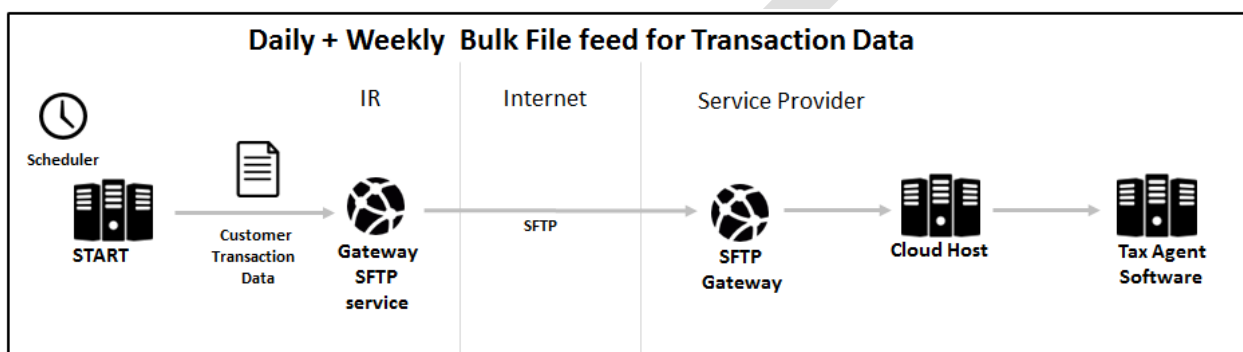 Daily + Weekly Bulk File feed for Transaction Data
IR
Internet
Service Provider
Scheduler
START
Customer
Transaction
Data
Gateway
SFTP
service
SFTP
SFTP
Gateway
Cloud Host
Tax Agent
Software